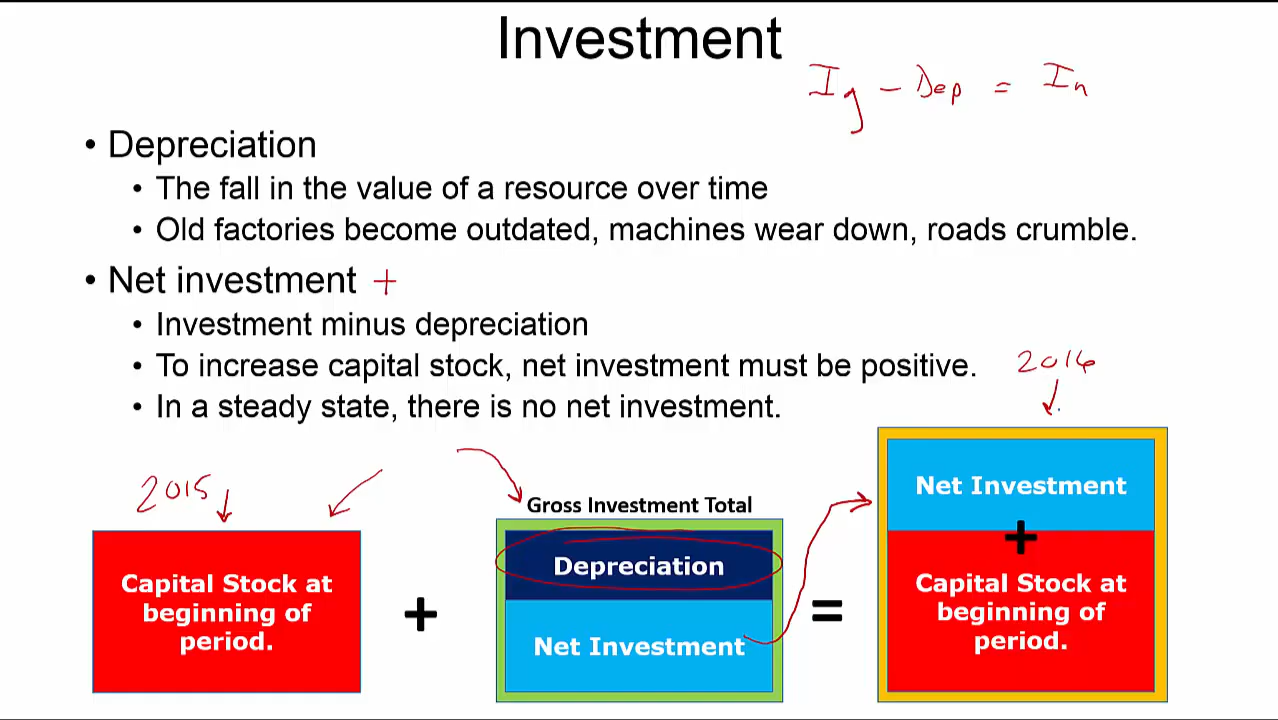 Investment
Ig - Dep = In
• Depreciation
• The fall in the value of a resource over time
• Old factories become outdated, machines wear down, roads crumble.
• Net investment +
• Investment minus depreciation
• To increase capital stock, net investment must be positive.
• In a steady state, there is no net investment.
2016
2015
Gross Investment Total
Capital Stock at
beginning of
period.
+
Depreciation
Net Investment
=
Net Investment
+
Capital Stock at
beginning of
period.